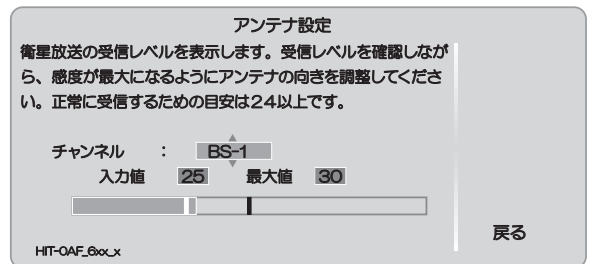 アンテナ設定
衛星放送の受信レベルを表示します。受信レベルを確認しなが
ら、感度が最大になるようにアンテナの向きを調整してくださ
い。正常に受信するための目安は24以上です。
チャンネル : BS-1
入力値 25 最大値 30
戻る
HIT-OAF_6xx_x